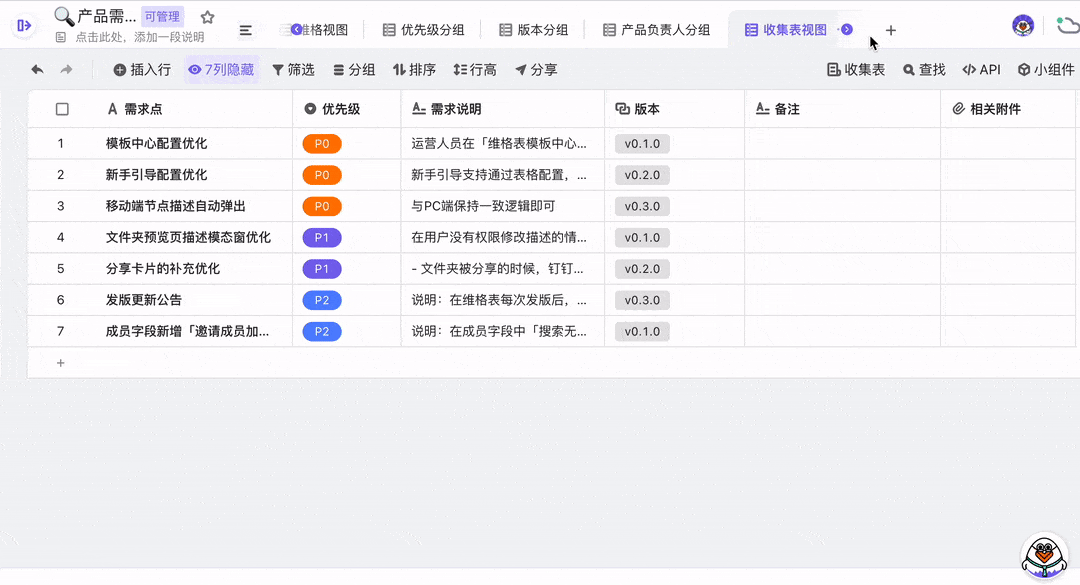 产品需... 可管理
点击此处，添加一段说明
维格视图 优先级分组 版本分组 产品负责人分组 收集表视图
插入行 7列隐藏 筛选 分组 排序 行高 分享 收集表 查找 API 小组件
需求点 优先级 需求说明 版本 备注 相关附件
1 模板中心配置优化 P0 运营人员在「维格表模板中心... v0.1.0
2 新手引导配置优化 P0 新手引导支持通过表格配置，... v0.2.0
3 移动端节点描述自动弹出 P0 与PC端保持一致逻辑即可 v0.3.0
4 文件夹预览页描述模态窗优化 P1 在用户没有权限修改描述的情... v0.1.0
5 分享卡片的补充优化 P1 - 文件夹被分享的时候，钉钉... v0.2.0
6 发版更新公告 P2 说明：在维格表每次发版后，... v0.3.0
7 成员字段新增「邀请成员加... P2 说明：在成员字段中「搜索无... v0.1.0